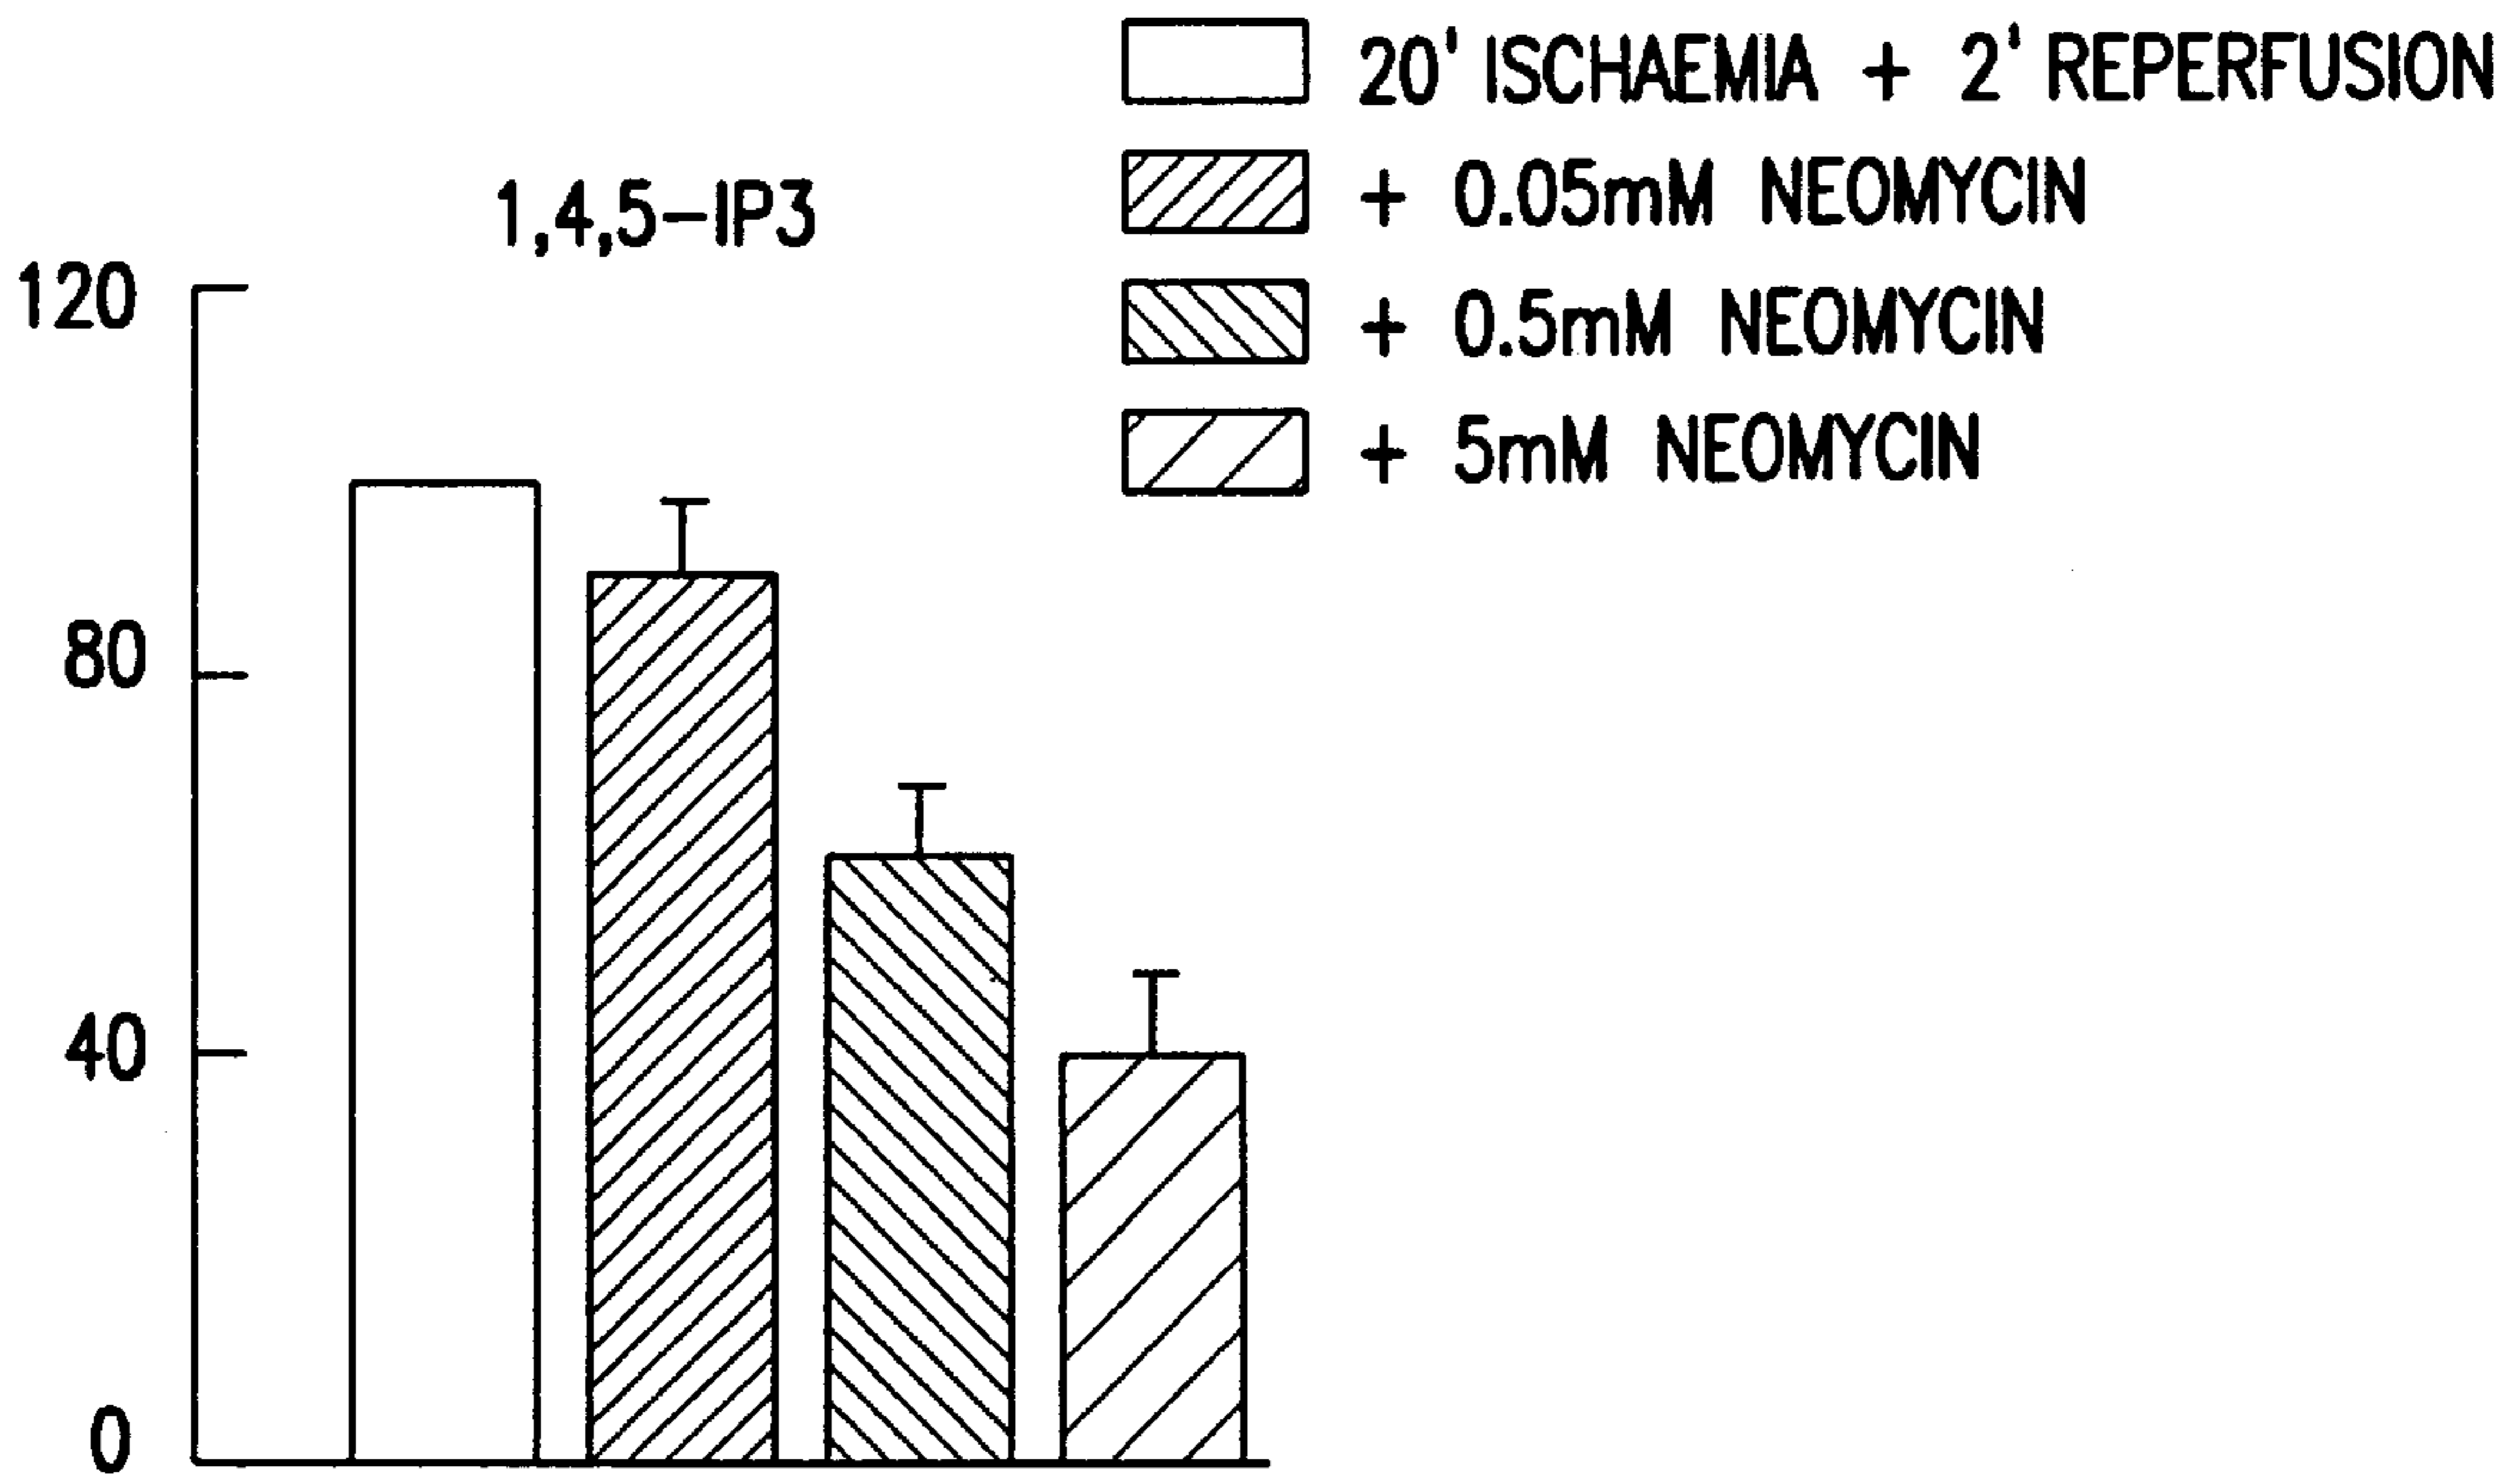 20' ISCHAEMIA + 2' REPERFUSION
+ 0.05mM NEOMYCIN
+ 0.5mM NEOMYCIN
+ 5mM NEOMYCIN
1,4,5-IP3
120
80
40
0